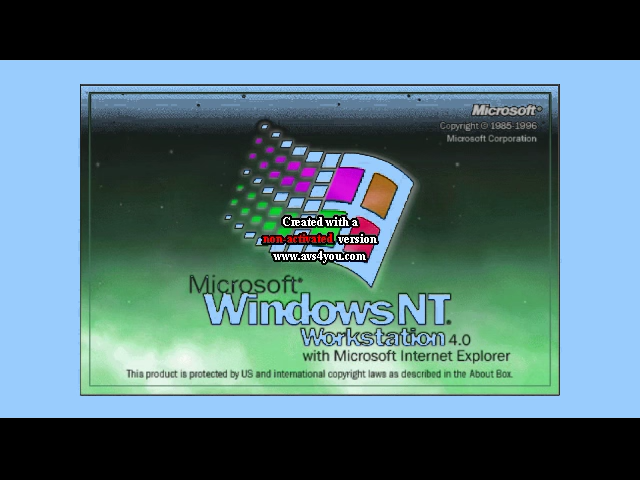 Microsoft®
Copyright © 1985-1996
Microsoft Corporation
Created with a
non-activated version
www.avs4you.com
Microsoft®
Windows NT®
Workstation 4.0
with Microsoft Internet Explorer
This product is protected by US and international copyright laws as described in the About Box.